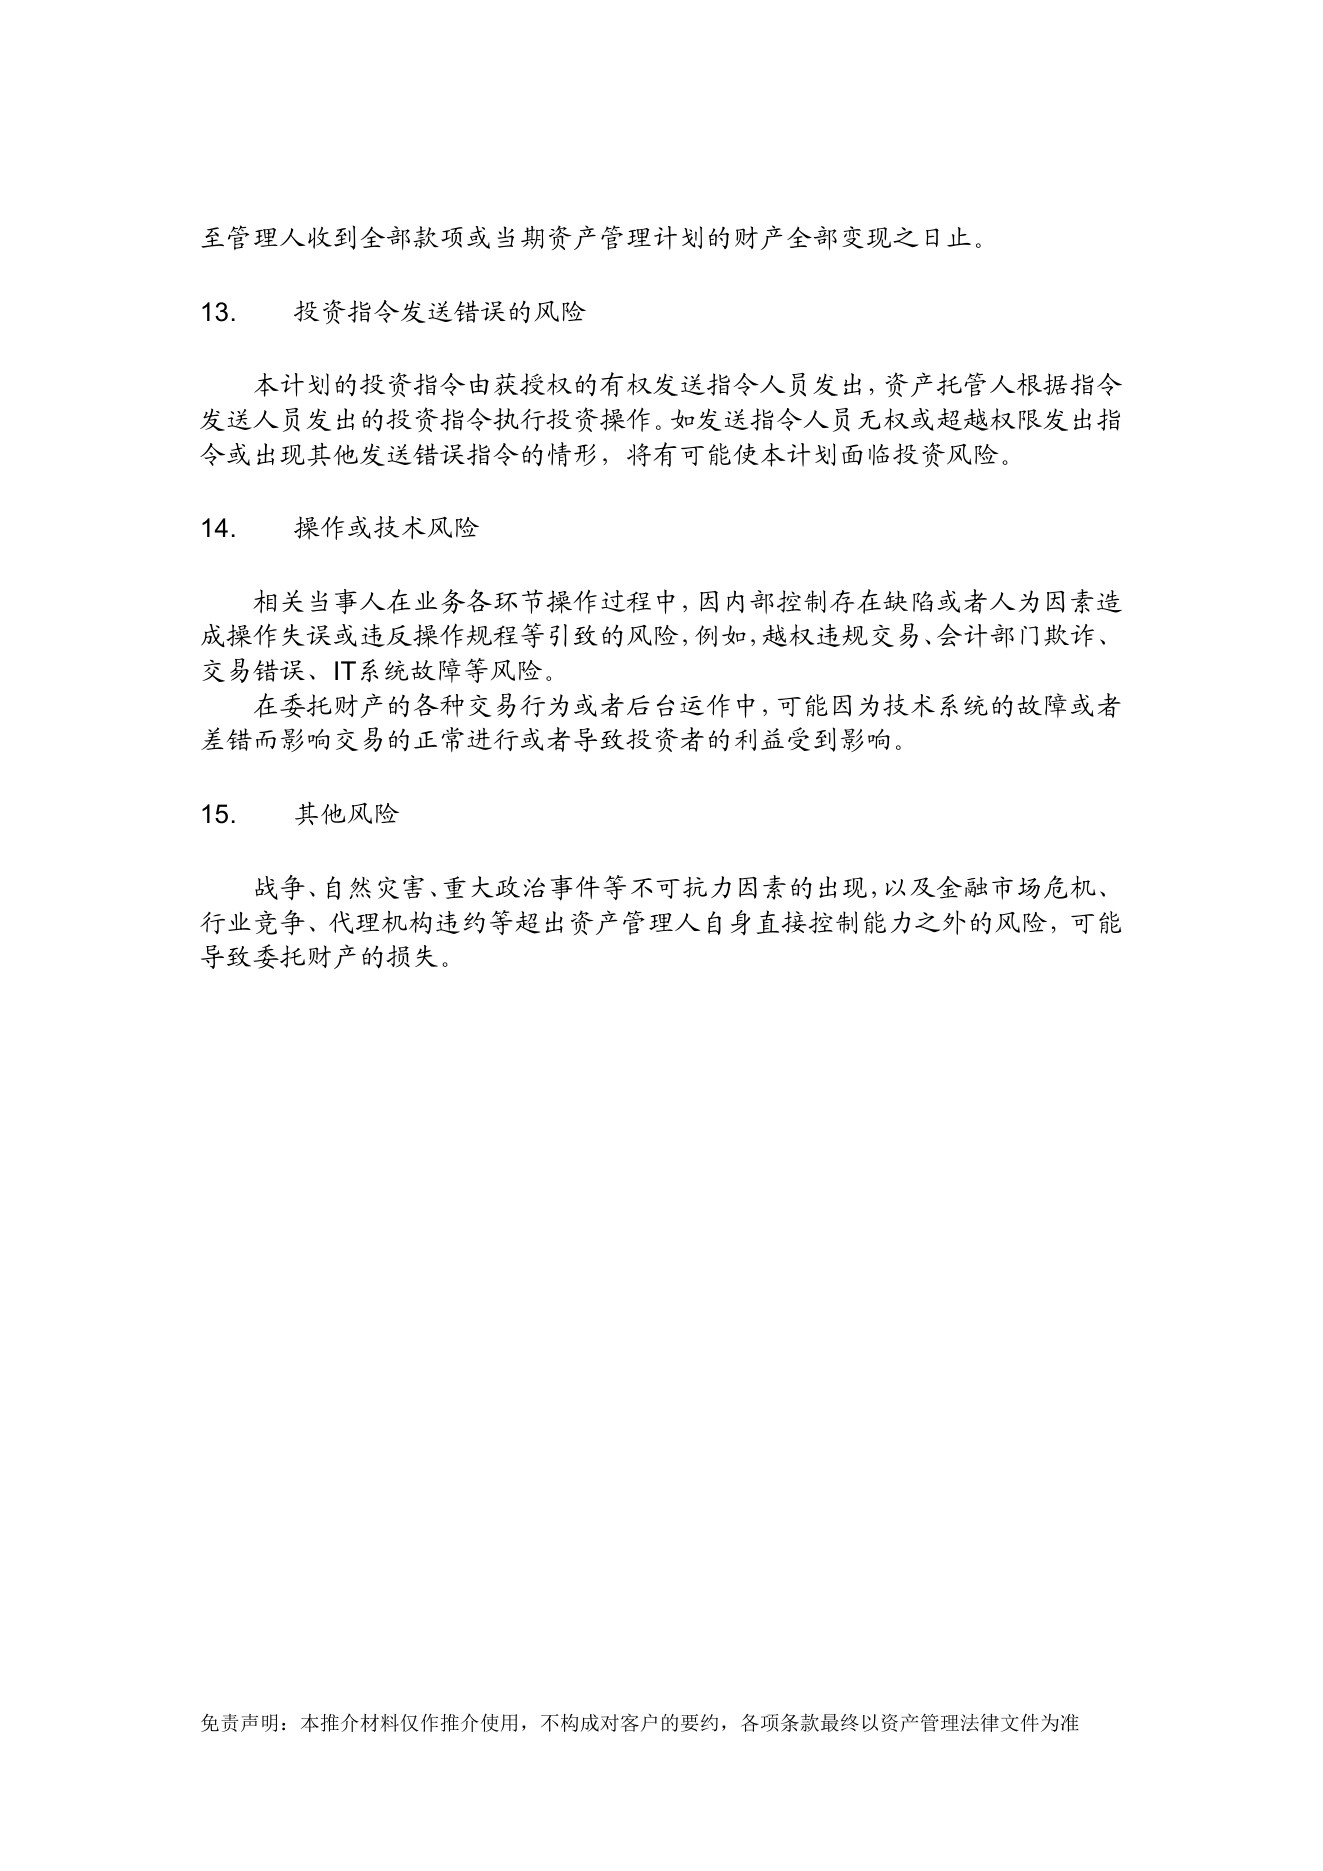 至管理人收到全部款项或当期资产管理计划的财产全部变现之日止。
13. 投资指令发送错误的风险
本计划的投资指令由获授权的有权发送指令人员发出，资产托管人根据指令
发送人员发出的投资指令执行投资操作。如发送指令人员无权或超越权限发出指
令或出现其他发送错误指令的情形，将有可能使本计划面临投资风险。
14. 操作或技术风险
相关当事人在业务各环节操作过程中，因内部控制存在缺陷或者人为因素造
成操作失误或违反操作规程等引致的风险，例如，越权违规交易、会计部门欺诈、
交易错误、IT系统故障等风险。
在委托财产的各种交易行为或者后台运作中，可能因为技术系统的故障或者
差错而影响交易的正常进行或者导致投资者的利益受到影响。
15. 其他风险
战争、自然灾害、重大政治事件等不可抗力因素的出现，以及金融市场危机、
行业竞争、代理机构违约等超出资产管理人自身直接控制能力之外的风险，可能
导致委托财产的损失。
免责声明：本推介材料仅作推介使用，不构成对客户的要约，各项条款最终以资产管理法律文件为准